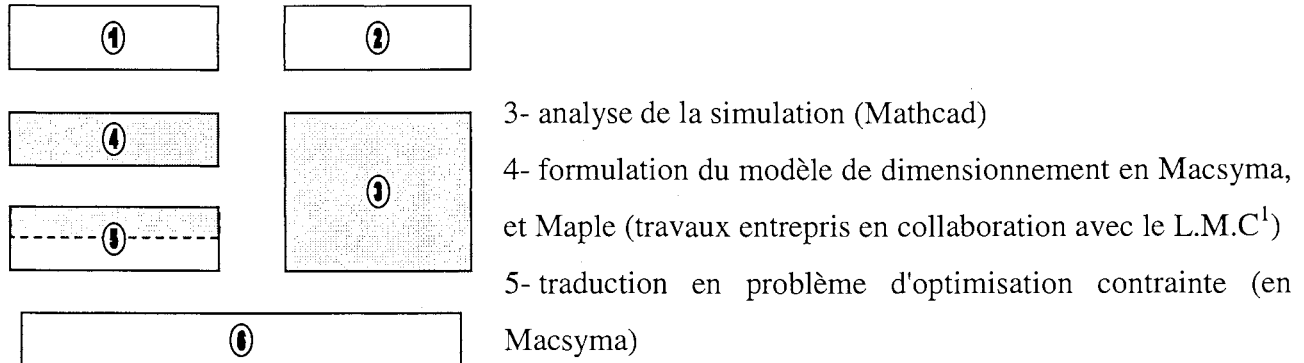 1
2
4
3
5
6
3- analyse de la simulation (Mathcad)
4- formulation du modèle de dimensionnement en Macsyma,
et Maple (travaux entrepris en collaboration avec le L.M.C¹)
5- traduction en problème d'optimisation contrainte (en
Macsyma)